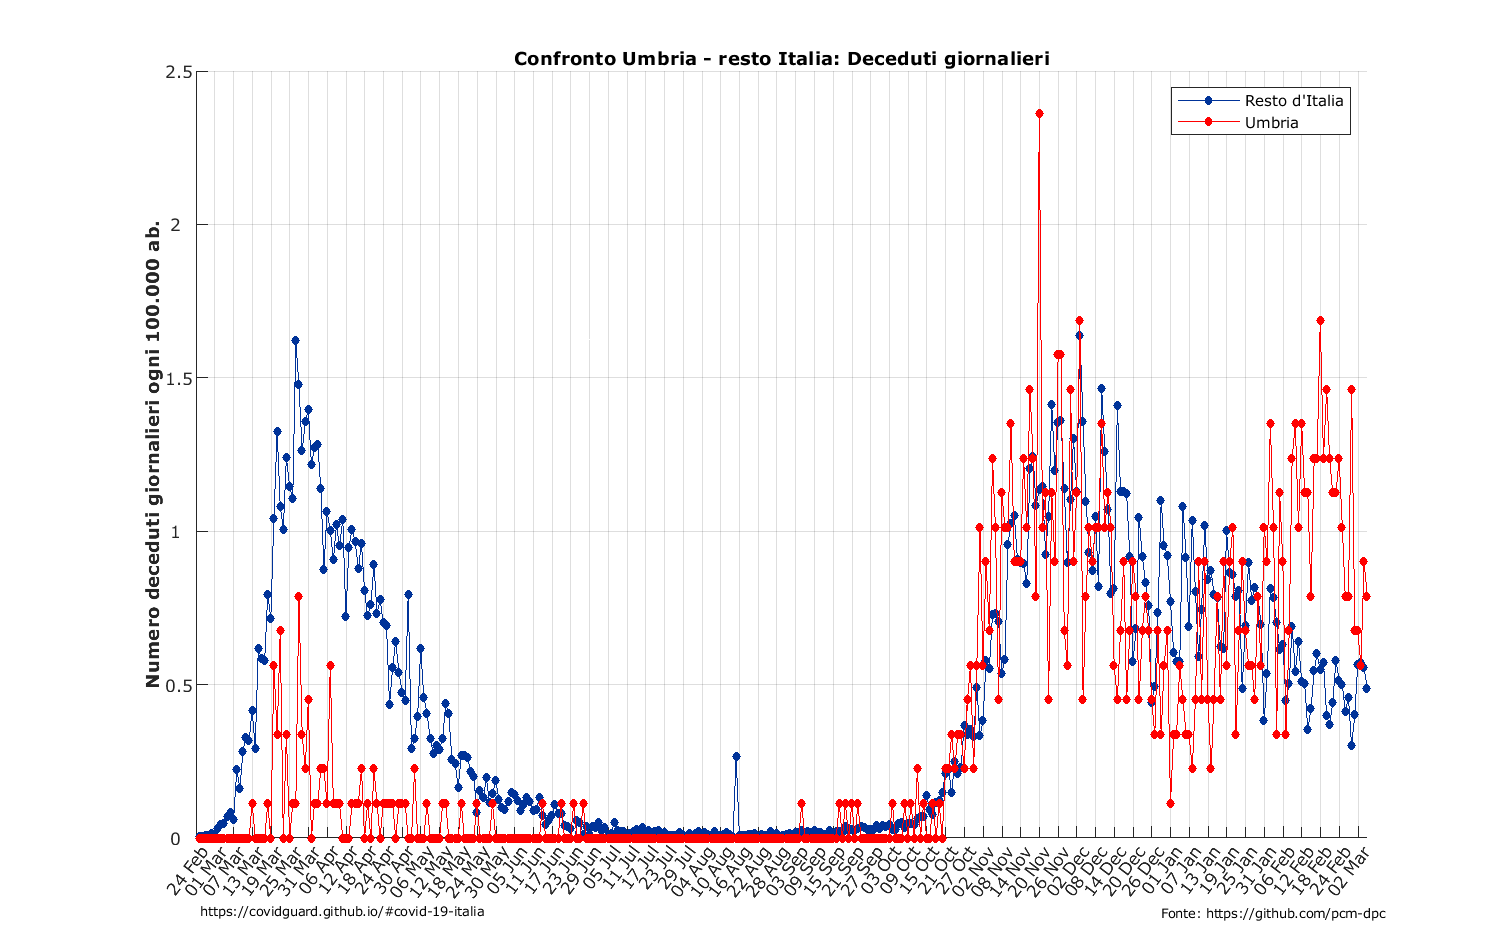 Confronto Umbria - resto Italia: Deceduti giornalieri
Numero deceduti giornalieri ogni 100.000 ab.
2.5
2
1.5
1
0.5
0
Resto d'Italia
Umbria
24 Feb
01 Mar
07 Mar
13 Mar
19 Mar
25 Mar
31 Mar
06 Apr
12 Apr
18 Apr
24 Apr
30 Apr
06 May
12 May
18 May
24 May
30 May
05 Jun
11 Jun
17 Jun
23 Jun
29 Jun
05 Jul
11 Jul
17 Jul
23 Jul
29 Jul
04 Aug
10 Aug
16 Aug
22 Aug
28 Aug
03 Sep
09 Sep
15 Sep
21 Sep
27 Sep
03 Oct
09 Oct
15 Oct
21 Oct
27 Oct
02 Nov
08 Nov
14 Nov
20 Nov
26 Nov
02 Dec
08 Dec
14 Dec
20 Dec
26 Dec
01 Jan
07 Jan
13 Jan
19 Jan
25 Jan
31 Jan
06 Feb
12 Feb
18 Feb
24 Feb
02 Mar
https://covidguard.github.io/#covid-19-italia
Fonte: https://github.com/pcm-dpc